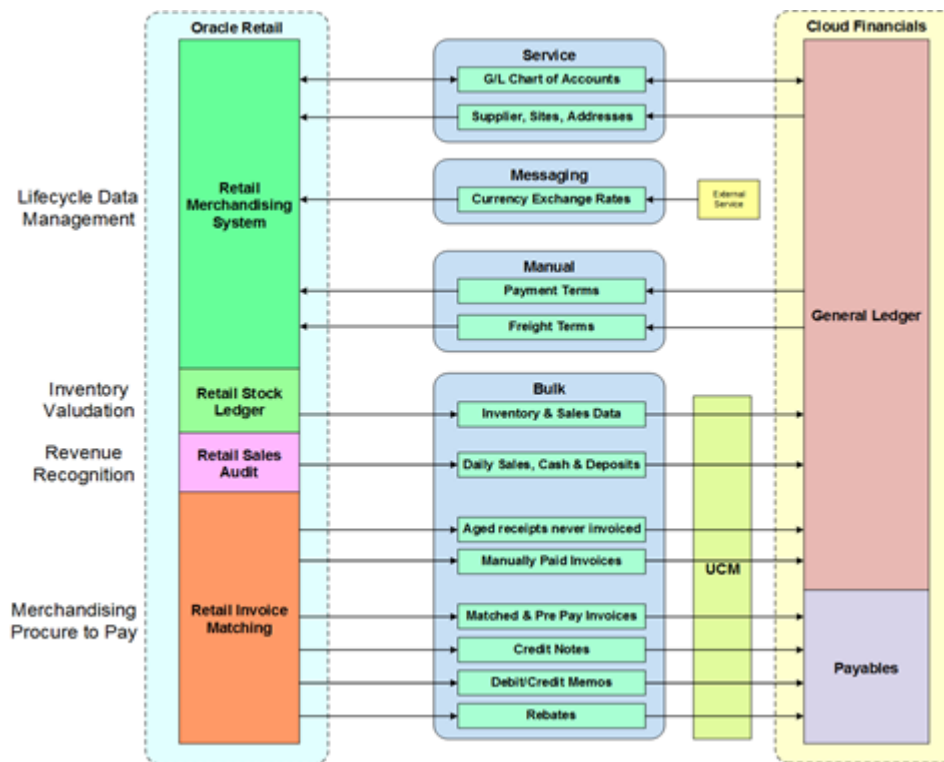 Oracle Retail
Cloud Financials
Service
G/L Chart of Accounts
Supplier, Sites, Addresses
Messaging
Currency Exchange Rates
External
Service
Lifecycle Data
Management
Retail
Merchandising
System
Manual
Payment Terms
Freight Terms
General Ledger
Inventory
Valudation
Retail Stock
Ledger
Bulk
Inventory & Sales Data
Revenue
Recognition
Retail Sales
Audit
Daily Sales, Cash & Deposits
Aged receipts never invoiced
Manually Paid Invoices
UCM
Merchandising
Procure to Pay
Retail Invoice
Matching
Matched & Pre Pay Invoices
Credit Notes
Debit/Credit Memos
Rebates
Payables